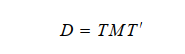 D = TMT'